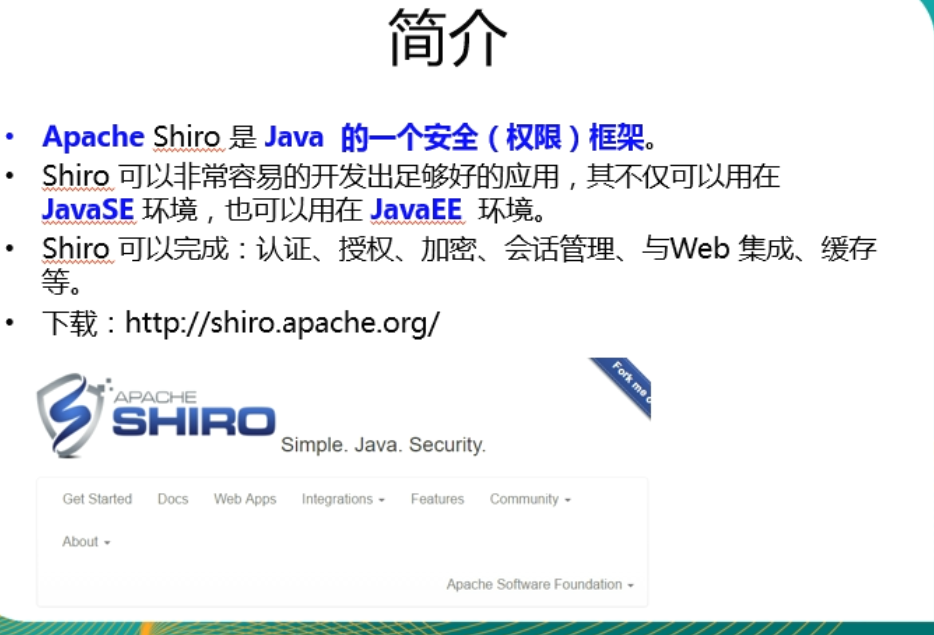 简介
• Apache Shiro 是 Java 的一个安全（权限）框架。
• Shiro 可以非常容易的开发出足够好的应用，其不仅可以用在
JavaSE 环境，也可以用在 JavaEE 环境。
• Shiro 可以完成：认证、授权、加密、会话管理、与Web 集成、缓存
等。
• 下载：http://shiro.apache.org/
Fork me o
APACHE
SHIRO
Simple. Java. Security.
Get Started Docs Web Apps Integrations Features Community
About
Apache Software Foundation